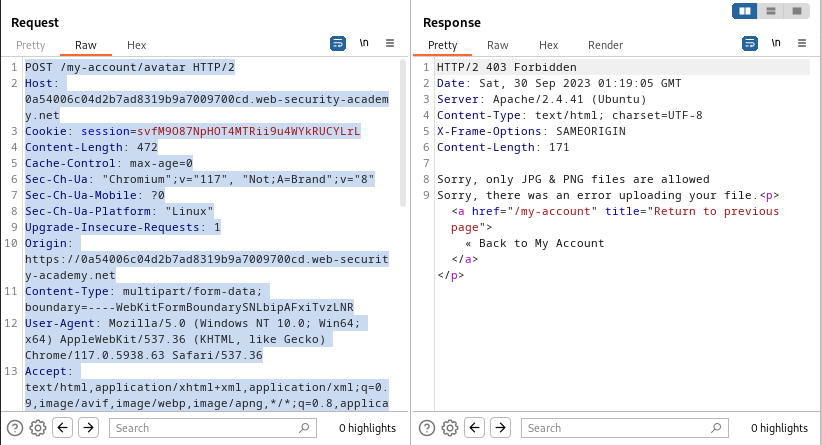 Request
Pretty Raw Hex \n
1 POST /my-account/avatar HTTP/2
2 Host:
0a54006c04d2b7ad8319b9a7009700cd.web-security-academ
y.net
3 Cookie: session=svfM9O87NpHOT4MTRii9u4WYkRUCYLrL
4 Content-Length: 472
5 Cache-Control: max-age=0
6 Sec-Ch-Ua: "Chromium";v="117", "Not;A=Brand";v="8"
7 Sec-Ch-Ua-Mobile: ?0
8 Sec-Ch-Ua-Platform: "Linux"
9 Upgrade-Insecure-Requests: 1
10 Origin:
https://0a54006c04d2b7ad8319b9a7009700cd.web-securit
y-academy.net
11 Content-Type: multipart/form-data;
boundary=----WebKitFormBoundarySNLbipAFxiTvzLNR
12 User-Agent: Mozilla/5.0 (Windows NT 10.0; Win64;
x64) AppleWebKit/537.36 (KHTML, like Gecko)
Chrome/117.0.5938.63 Safari/537.36
13 Accept:
text/html,application/xhtml+xml,application/xml;q=0.
9,image/avif,image/webp,image/apng,*/*;q=0.8,applica
Search 0 highlights
Response
Pretty Raw Hex Render \n
1 HTTP/2 403 Forbidden
2 Date: Sat, 30 Sep 2023 01:19:05 GMT
3 Server: Apache/2.4.41 (Ubuntu)
4 Content-Type: text/html; charset=UTF-8
5 X-Frame-Options: SAMEORIGIN
6 Content-Length: 171
7
8 Sorry, only JPG & PNG files are allowed
9 Sorry, there was an error uploading your file.<p>
<a href="/my-account" title="Return to previous
page">
« Back to My Account
</a>
</p>
Search 0 highlights